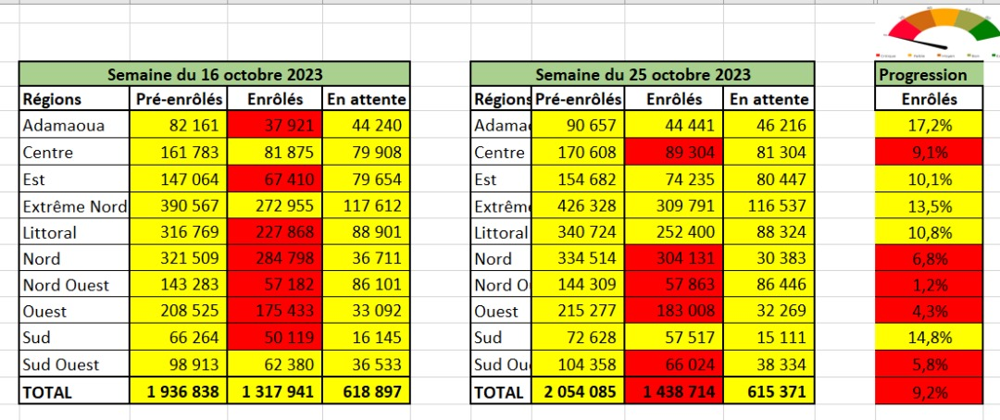 Semaine du 16 octobre 2023 Semaine du 25 octobre 2023 Progression
Régions Pré-enrôlés Enrôlés En attente Régions Pré-enrôlés Enrôlés En attente Enrôlés
Adamaoua 82 161 37 921 44 240 Adama 90 657 44 441 46 216 17,2%
Centre 161 783 81 875 79 908 Centre 170 608 89 304 81 304 9,1%
Est 147 064 67 410 79 654 Est 154 682 74 235 80 447 10,1%
Extrême Nord 390 567 272 955 117 612 Extrêm 426 328 309 791 116 537 13,5%
Littoral 316 769 227 868 88 901 Littoral 340 724 252 400 88 324 10,8%
Nord 321 509 284 798 36 711 Nord 334 514 304 131 30 383 6,8%
Nord Ouest 143 283 57 182 86 101 Nord O 144 309 57 863 86 446 1,2%
Ouest 208 525 175 433 33 092 Ouest 215 277 183 008 32 269 4,3%
Sud 66 264 50 119 16 145 Sud 72 628 57 517 15 111 14,8%
Sud Ouest 98 913 62 380 36 533 Sud Ou 104 358 66 024 38 334 5,8%
TOTAL 1 936 838 1 317 941 618 897 TOTAL 2 054 085 1 438 714 615 371 9,2%